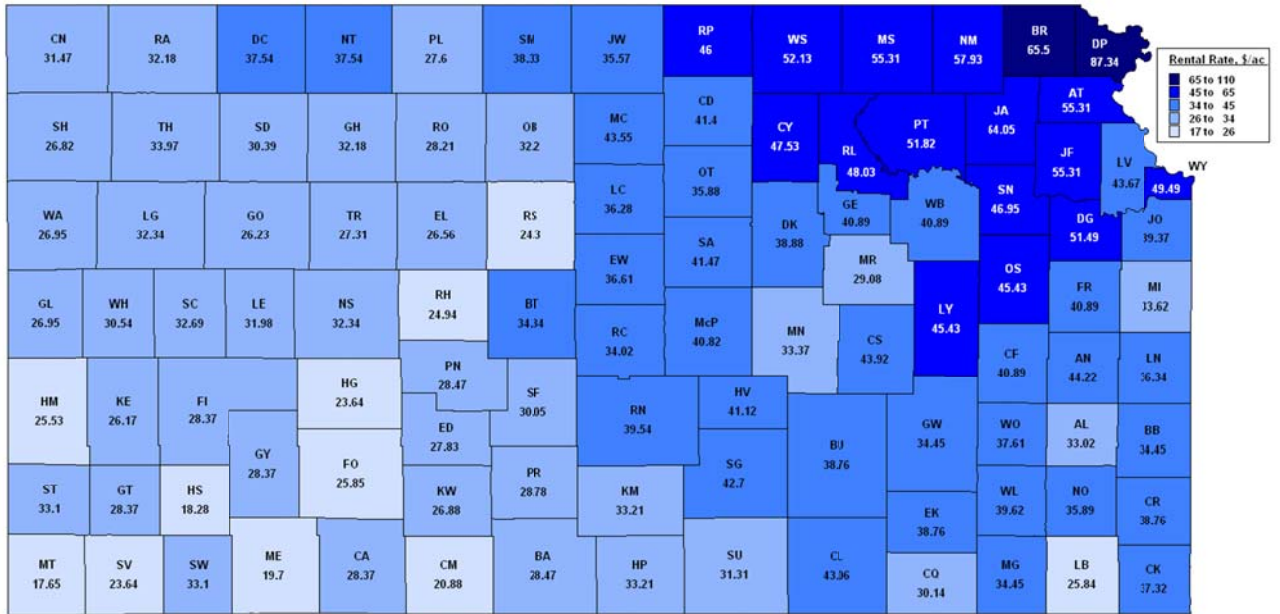 CN
31.47
RA
32.18
DC
37.54
NT
37.54
PL
27.6
SM
38.33
JW
35.57
RP
46
WS
52.13
MS
55.31
NM
57.93
BR
65.5
DP
87.34
Rental Rate, $/ac
65 to 110
45 to 65
34 to 45
26 to 34
17 to 26
SH
26.82
TH
33.97
SD
30.39
GH
32.18
RO
28.21
OB
32.2
MC
43.55
CD
41.4
CY
47.53
RL
48.03
PT
51.82
JA
64.05
AT
55.31
JF
55.31
LV
43.67
WY
49.49
WA
26.95
LG
32.34
GO
26.23
TR
27.31
EL
26.56
RS
24.3
LC
36.28
OT
35.88
DK
38.88
GE
40.89
WB
40.89
SN
46.95
DG
51.49
JO
39.37
EW
36.61
SA
41.47
MR
29.08
OS
45.43
FR
40.89
MI
33.62
GL
26.95
WH
30.54
SC
32.69
LE
31.98
NS
32.34
RH
24.94
BT
34.34
RC
34.02
McP
40.82
MN
33.37
CS
43.92
LY
45.43
CF
40.89
AN
44.22
LN
36.34
HM
25.53
KE
26.17
FI
28.37
HG
23.64
PN
28.47
SF
30.05
RN
39.54
HV
41.12
BU
38.76
GW
34.45
WO
37.61
AL
33.02
BB
34.45
GY
28.37
FO
25.85
ED
27.83
ST
33.1
GT
28.37
HS
18.28
KW
26.88
PR
28.78
KM
33.21
SG
42.7
EK
38.76
WL
39.62
NO
35.89
CR
38.76
MT
17.65
SV
23.64
SW
33.1
ME
19.7
CA
28.37
CM
20.88
BA
28.47
HP
33.21
SU
31.31
CL
43.06
CQ
30.14
MG
34.45
LB
25.84
CK
37.32